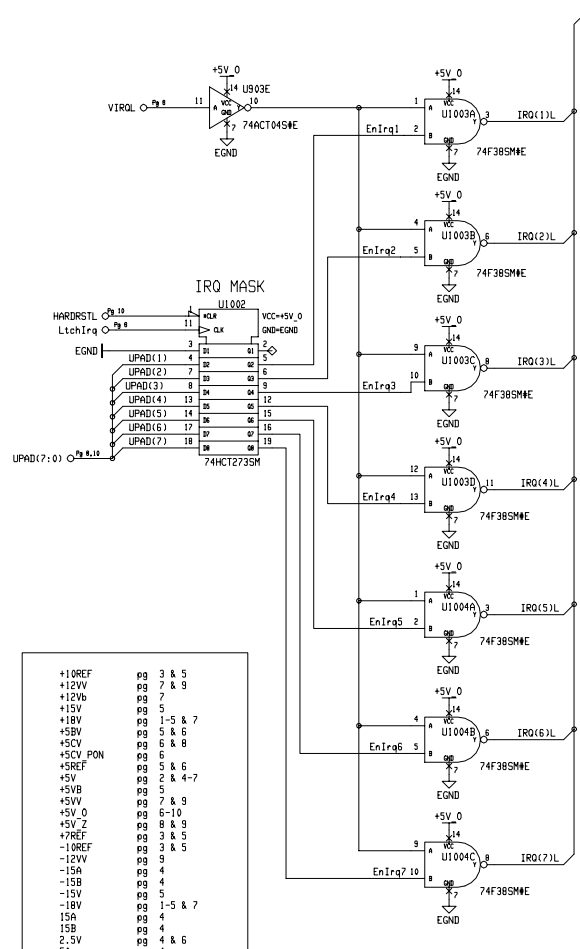 +5V_0
14
U903E
VIRQL
Pg 8
11
A
VCC
Y
10
GND
7
74ACT04S#E
EGND
+5V_0
14
1
A
VCC
U1003A
Y
3
IRQ(1)L
EnIrq1
2
B
GND
7
74F38SM#E
EGND
+5V_0
14
4
A
VCC
U1003B
Y
6
IRQ(2)L
EnIrq2
5
B
GND
7
74F38SM#E
EGND
IRQ MASK
U1002
HARDRSTL
Pg 10
1
*CLR
VCC=+5V_0
LtchIrq
Pg 8
11
CLK
GND=EGND
EGND
3
D1
Q1
2
UPAD(1)
4
D2
Q2
5
UPAD(2)
7
D3
Q3
6
UPAD(3)
8
D4
Q4
9
UPAD(4)
13
D5
Q5
12
UPAD(5)
14
D6
Q6
15
UPAD(6)
17
D7
Q7
16
UPAD(7)
18
D8
Q8
19
UPAD(7:0)
Pg 8,10
74HCT273SM
+5V_0
14
9
A
VCC
U1003C
Y
8
IRQ(3)L
EnIrq3
10
B
GND
7
74F38SM#E
EGND
+5V_0
14
12
A
VCC
U1003D
Y
11
IRQ(4)L
EnIrq4
13
B
GND
7
74F38SM#E
EGND
+5V_0
14
1
A
VCC
U1004A
Y
3
IRQ(5)L
EnIrq5
2
B
GND
7
74F38SM#E
EGND
+5V_0
14
4
A
VCC
U1004B
Y
6
IRQ(6)L
EnIrq6
5
B
GND
7
74F38SM#E
EGND
+5V_0
14
9
A
VCC
U1004C
Y
8
IRQ(7)L
EnIrq7
10
B
GND
7
74F38SM#E
EGND
+10REF pg 3 & 5
+12VV pg 7 & 9
+12Vb pg 7
+15V pg 5
+18V pg 1-5 & 7
+5BV pg 5 & 6
+5CV pg 6 & 8
+5CV_PON pg 6
+5REF pg 5 & 6
+5V pg 2 & 4-7
+5VB pg 5
+5VV pg 7 & 9
+5V_0 pg 6-10
+5V_Z pg 8 & 9
+7REF pg 3 & 5
-10REF pg 3 & 5
-12VV pg 9
-15A pg 4
-15B pg 4
-15V pg 5
-18V pg 1-5 & 7
15A pg 4
15B pg 4
2.5V pg 4 & 6